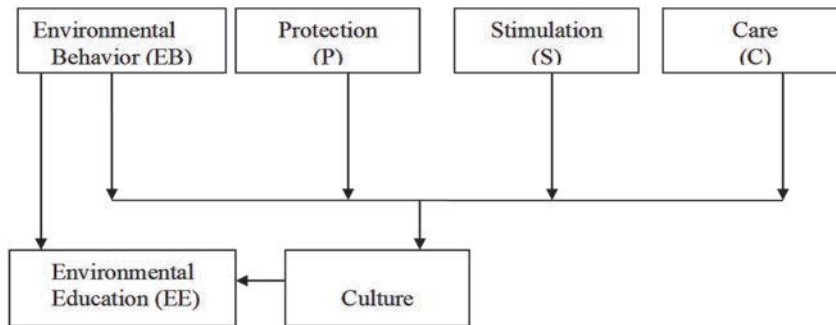 Environmental
Behavior (EB)
Protection
(P)
Stimulation
(S)
Care
(C)
Environmental
Education (EE)
Culture